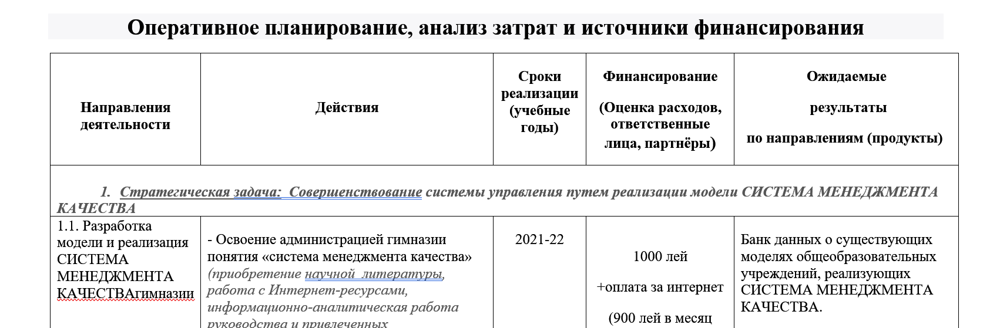 Оперативное планирование, анализ затрат и источники финансирования
Направления
деятельности
Действия
Сроки
реализации
(учебные
годы)
Финансирование
(Оценка расходов,
ответственные
лица, партнёры)
Ожидаемые
результаты
по направлениям (продукты)
1. Стратегическая задача: Совершенствование системы управления путем реализации модели СИСТЕМА МЕНЕДЖМЕНТА
КАЧЕСТВА
1.1. Разработка
модели и реализация
СИСТЕМА
МЕНЕДЖМЕНТА
КАЧЕСТВАгимназии
- Освоение администрацией гимназии
понятия «система менеджмента качества»
(приобретение научной литературы,
работа с Интернет-ресурсами,
информационно-аналитическая работа
руководства и привлеченных
2021-22
1000 лей
+оплата за интернет
(900 лей в месяц
Банк данных о существующих
моделях общеобразовательных
учреждений, реализующих
СИСТЕМА МЕНЕДЖМЕНТА
КАЧЕСТВА.